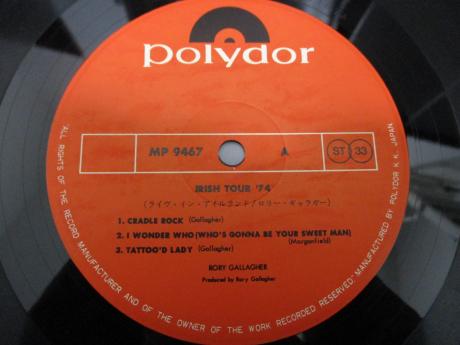 polydor
MP 9467 A ST 33
IRISH TOUR '74
(ライヴ・イン・アイルランド/ロリー・ギャラガー)
1. CRADLE ROCK (Gallagher)
2. I WONDER WHO (WHO'S GONNA BE YOUR SWEET MAN)
(Morganfield)
3. TATTOO'D LADY (Gallagher)
RORY GALLAGHER
Produced by Rory Gallagher
ALL RIGHTS OF THE RECORD MANUFACTURER AND OF THE OWNER OF THE WORK RECORDED RESERVED· MANUFACTURED BY POLYDOR K.K. JAPAN